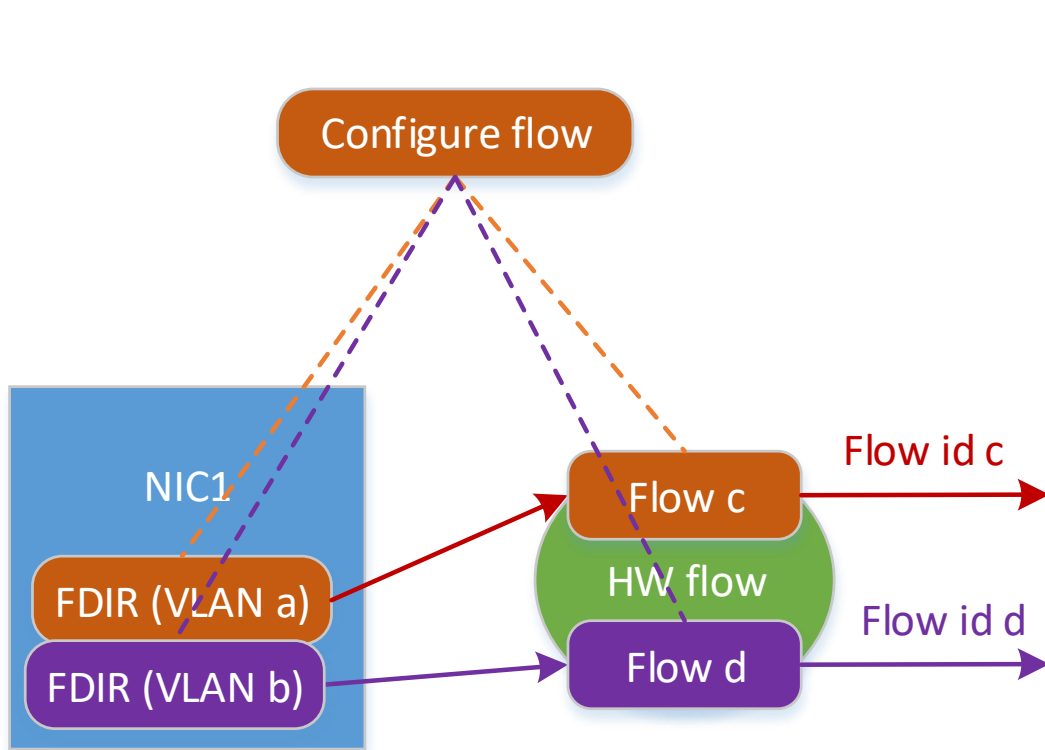 Configure flow
NIC1
Flow id c
Flow c
HW flow
FDIR (VLAN a)
Flow id d
FDIR (VLAN b)
Flow d